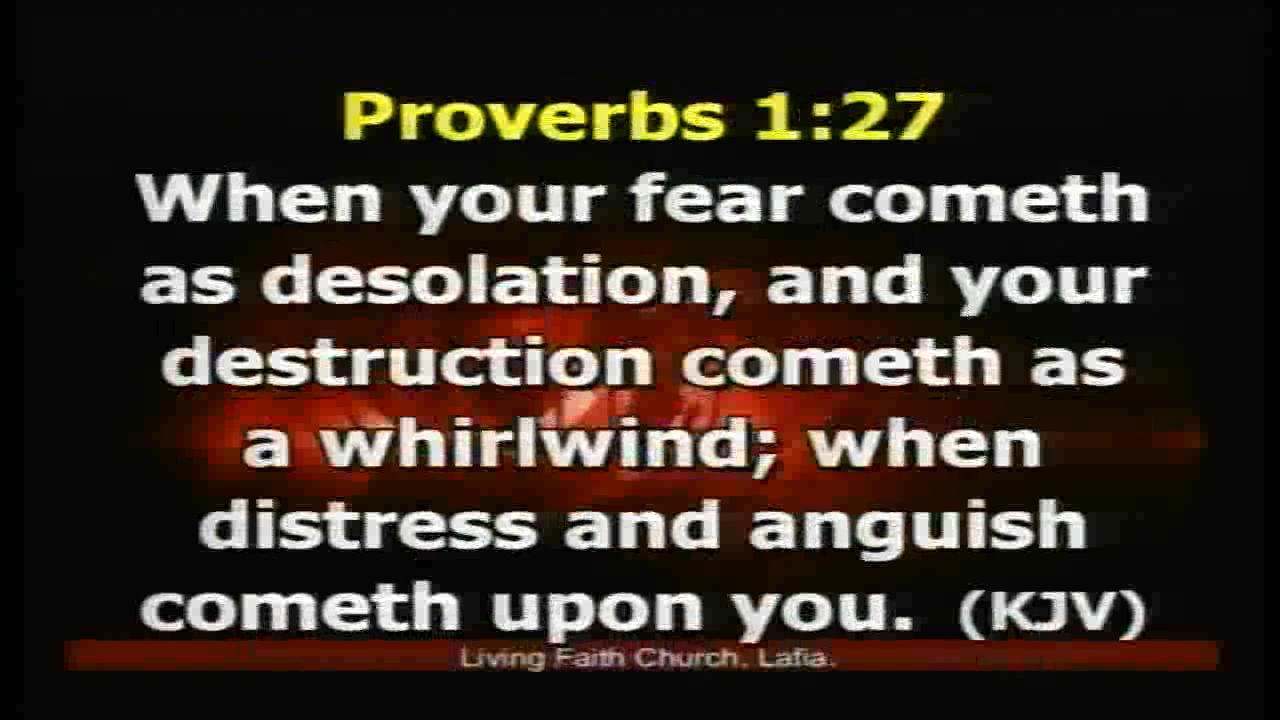 Proverbs 1:27
When your fear cometh
as desolation, and your
destruction cometh as
a whirlwind; when
distress and anguish
cometh upon you. (KJV)
Living Faith Church. Lafia.